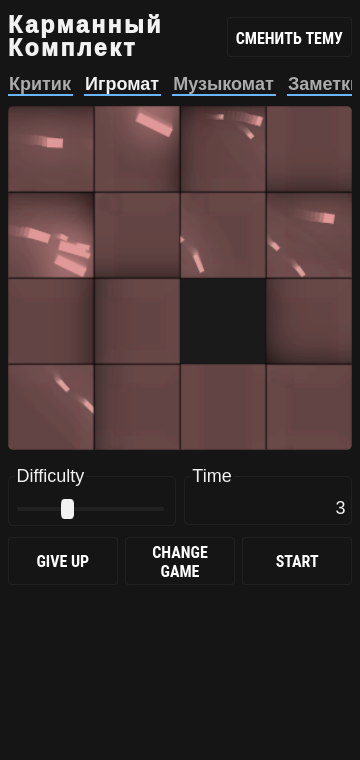 Карманный
Комплект
СМЕНИТЬ ТЕМУ
Критик Игромат Музыкомат Заметк
Difficulty
Time
3
GIVE UP
CHANGE
GAME
START